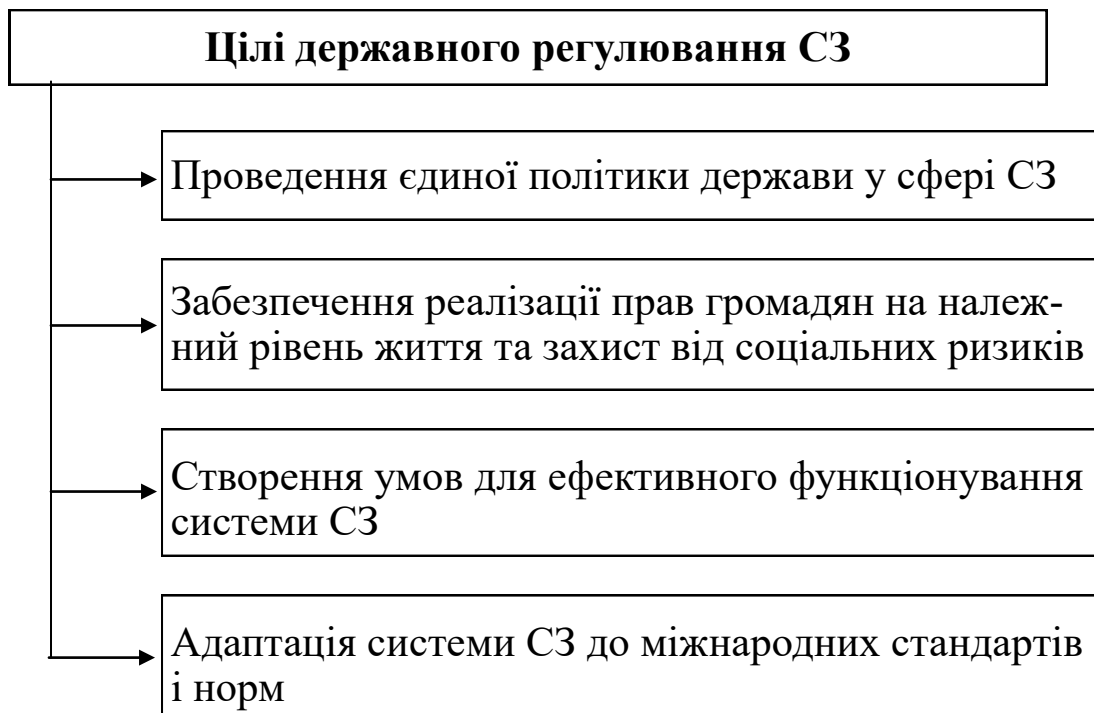 Цілі державного регулювання СЗ
Проведення єдиної політики держави у сфері СЗ
Забезпечення реалізації прав громадян на належ-
ний рівень життя та захист від соціальних ризиків
Створення умов для ефективного функціонування
системи СЗ
Адаптація системи СЗ до міжнародних стандартів
і норм